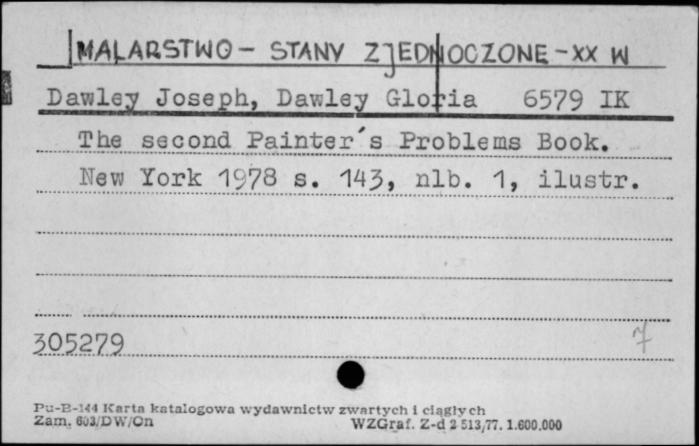 MALARSTWO - STANY ZJEDNOCZONE - XX W
Dawley Joseph, Dawley Gloria 6579 IK
The second Painter's Problems Book.
New York 1978 s. 143, nlb. 1, ilustr.
305279 7
Pu-B-144 Karta katalogowa wydawnictw zwartych i ciągłych
Zam. 603/DW/On WZGraf. Z-d 2 513/77. 1.600.000